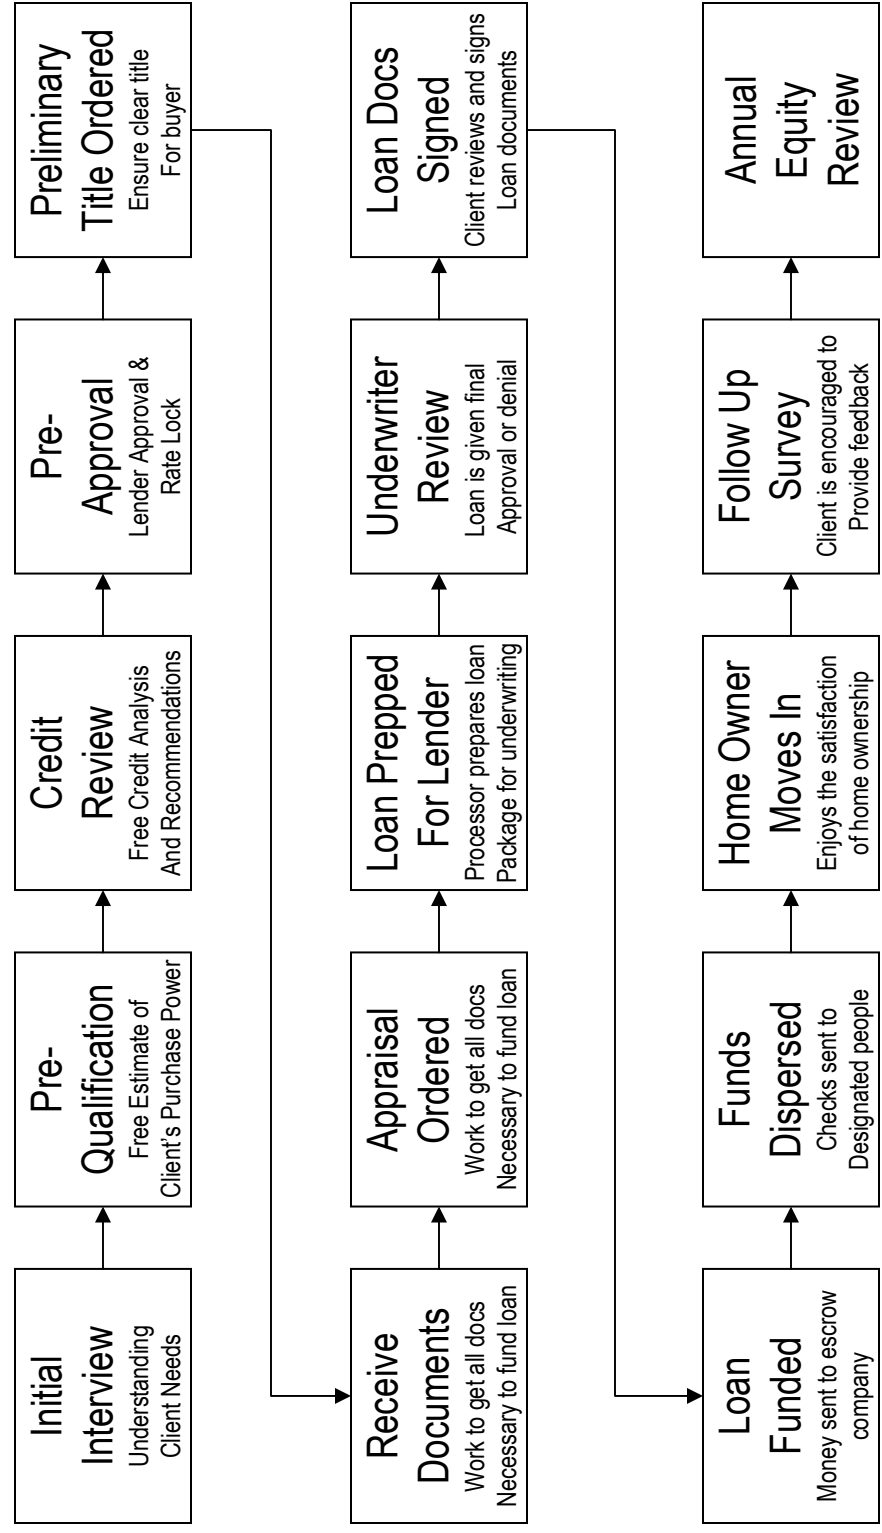 Initial
Interview
Understanding
Client Needs
Pre-
Qualification
Free Estimate of
Client's Purchase Power
Credit
Review
Free Credit Analysis
And Recommendations
Pre-
Approval
Lender Approval &
Rate Lock
Preliminary
Title Ordered
Ensure clear title
For buyer
Receive
Documents
Work to get all docs
Necessary to fund loan
Appraisal
Ordered
Work to get all docs
Necessary to fund loan
Loan Prepped
For Lender
Processor prepares loan
Package for underwriting
Underwriter
Review
Loan is given final
Approval or denial
Loan Docs
Signed
Client reviews and signs
Loan documents
Loan
Funded
Money sent to escrow
company
Funds
Dispersed
Checks sent to
Designated people
Home Owner
Moves In
Enjoys the satisfaction
of home ownership
Follow Up
Survey
Client is encouraged to
Provide feedback
Annual
Equity
Review